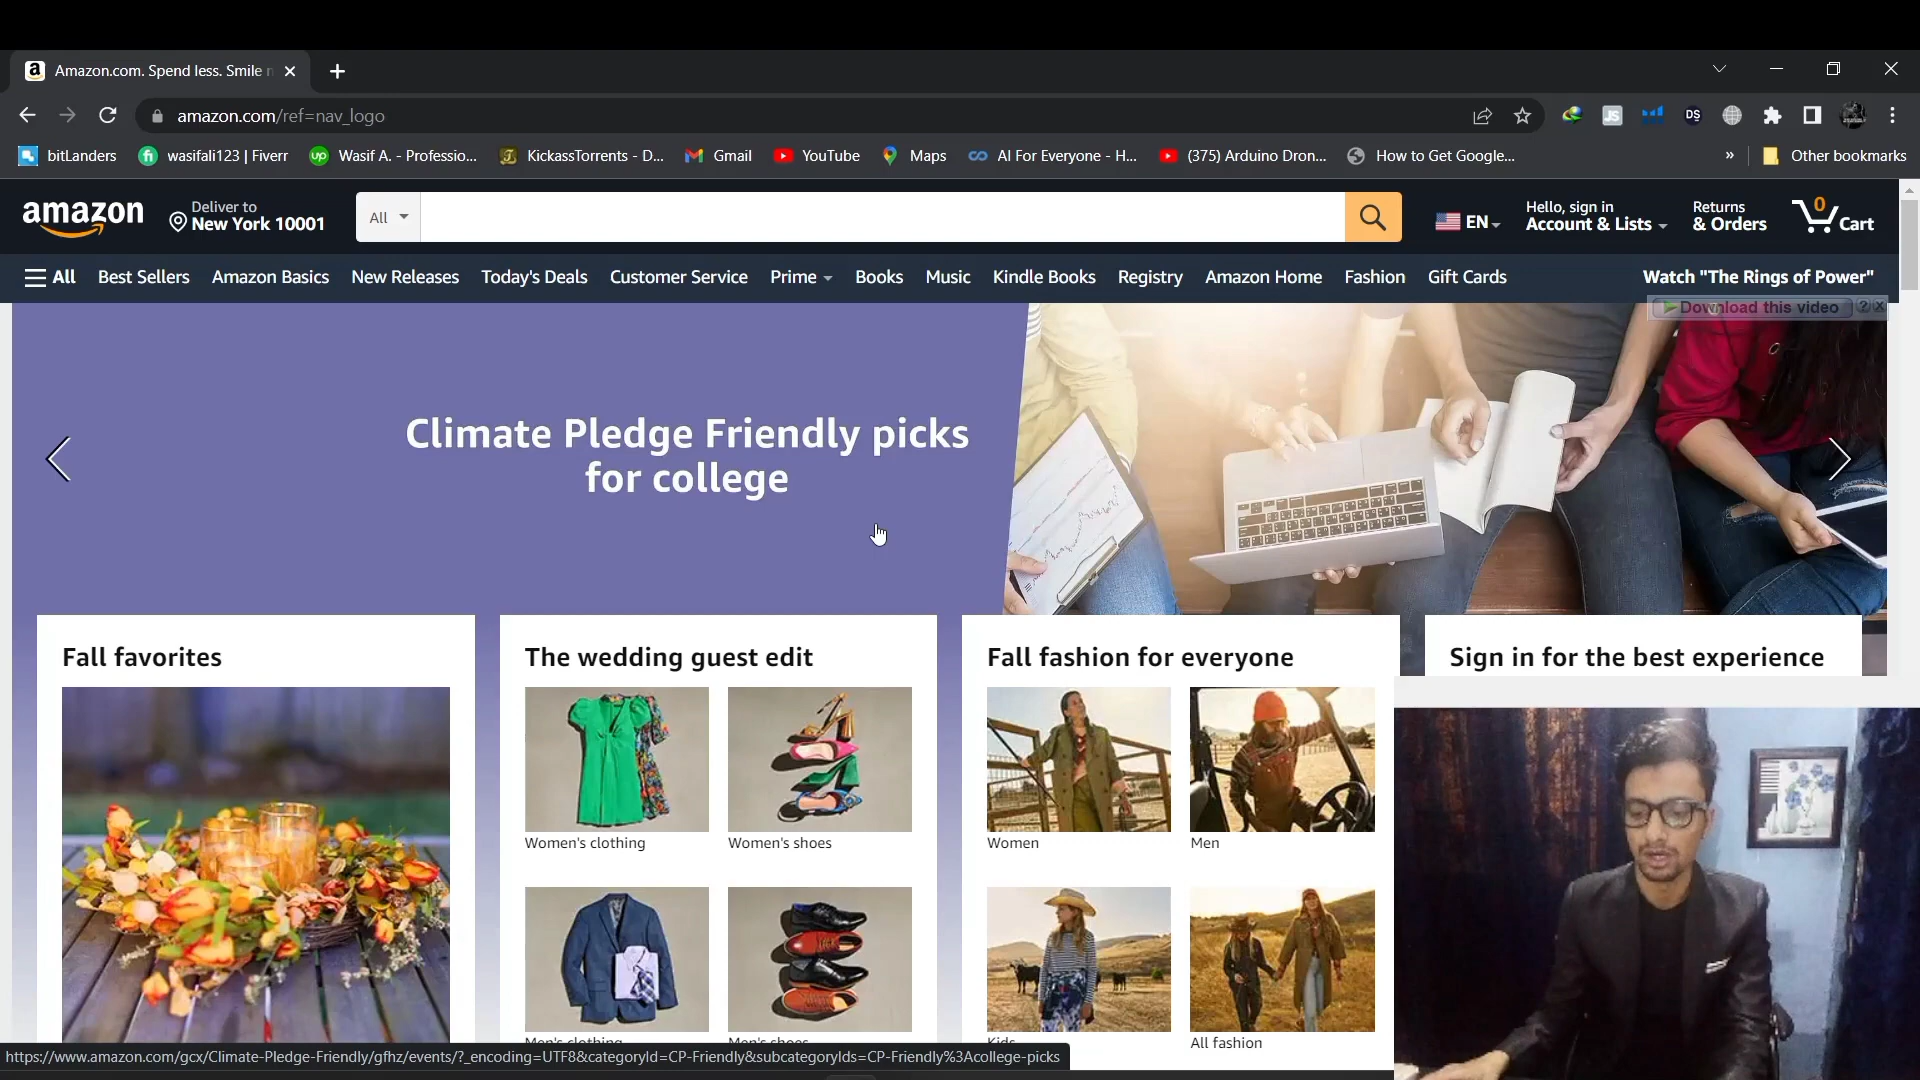 Amazon.com. Spend less. Smile
amazon.com/ref=nav_logo
bitLanders
wasifali123 | Fiverr
Wasif A. - Professio...
KickassTorrents - D...
Gmail
YouTube
Maps
AI For Everyone - H...
(375) Arduino Dron...
How to Get Google...
»
Other bookmarks
amazon
Deliver to
New York 10001
All
EN
Hello, sign in
Account & Lists
Returns
& Orders
0
Cart
All
Best Sellers
Amazon Basics
New Releases
Today's Deals
Customer Service
Prime
Books
Music
Kindle Books
Registry
Amazon Home
Fashion
Gift Cards
Watch "The Rings of Power"
Download this video
Climate Pledge Friendly picks
for college
Fall favorites
The wedding guest edit
Fall fashion for everyone
Sign in for the best experience
Women's clothing
Women's shoes
Women
Men
Men's clothing
Men's shoes
Kids
All fashion
https://www.amazon.com/gcx/Climate-Pledge-Friendly/gfhz/events/?_encoding=UTF8&categoryId=CP-Friendly&subcategoryIds=CP-Friendly%3Acollege-picks